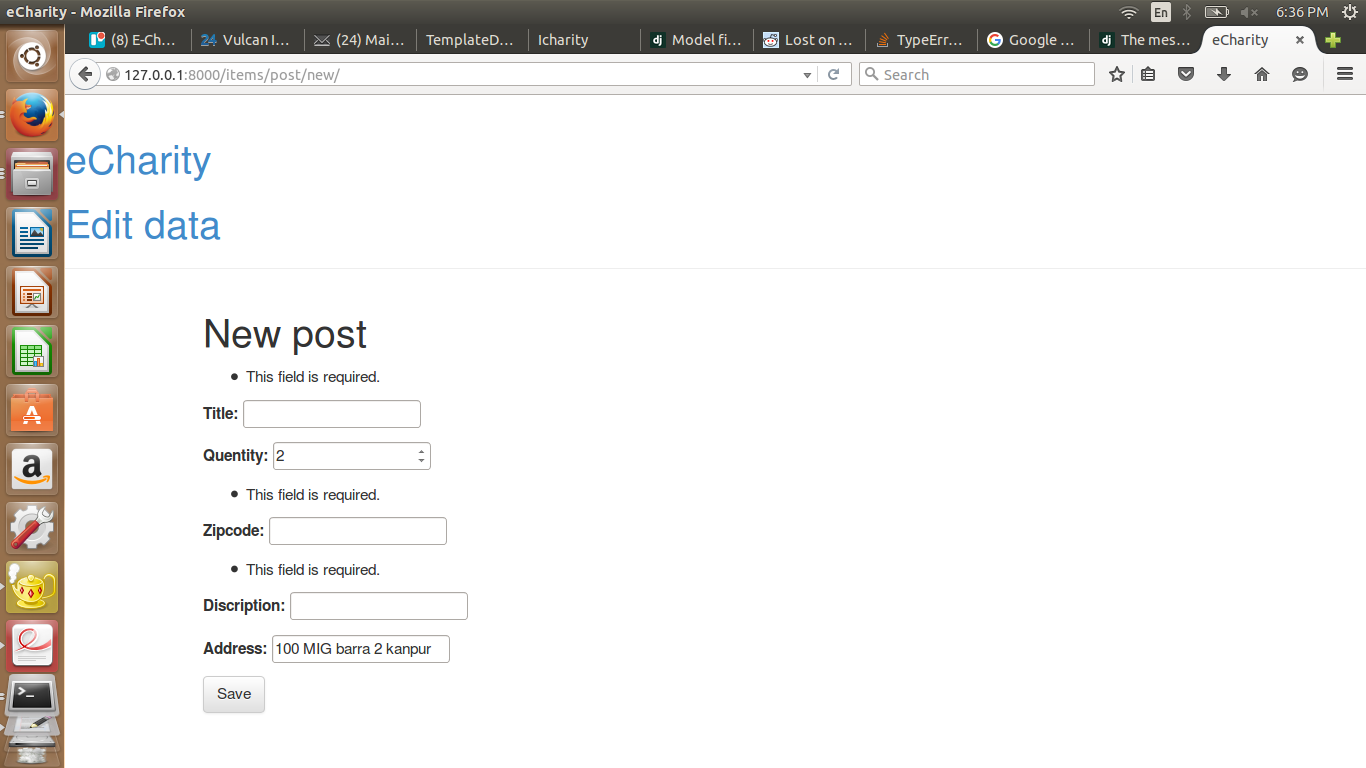 eCharity - Mozilla Firefox
En
6:36 PM
(8) E-Ch...
24 Vulcan I...
(24) Mai...
TemplateD...
Icharity
dj Model fi...
Lost on ...
TypeErr...
Google ...
dj The mes...
eCharity
127.0.0.1:8000/items/post/new/
Search
eCharity
Edit data
New post
This field is required.
Title:
Quentity: 2
This field is required.
Zipcode:
This field is required.
Discription:
Address: 100 MIG barra 2 kanpur
Save